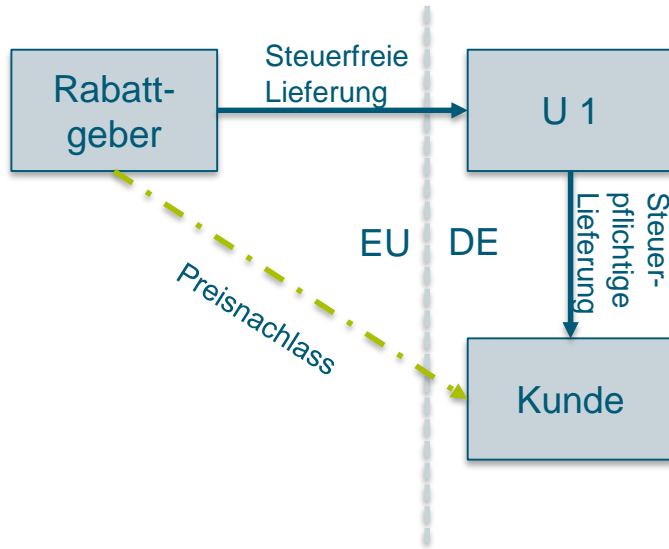 Steuerfreie
Lieferung
Rabatt-
geber
U 1
Steuer-
pflichtige
Lieferung
EU
DE
Preisnachlass
Kunde